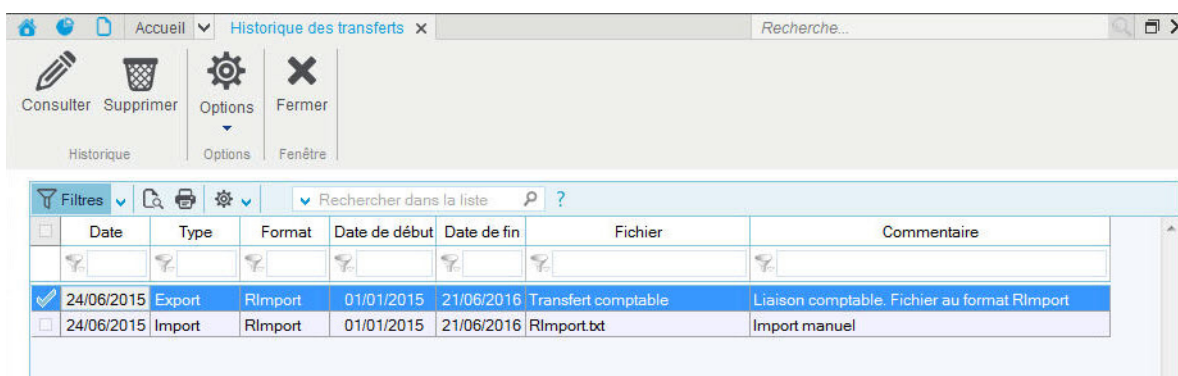 Accueil Historique des transferts Recherche...
Consulter Supprimer Options Fermer
Historique Options Fenêtre
Filtres Rechercher dans la liste ?
Date Type Format Date de début Date de fin Fichier Commentaire
24/06/2015 Export RImport 01/01/2015 21/06/2016 Transfert comptable Liaison comptable. Fichier au format RImport
24/06/2015 Import RImport 01/01/2015 21/06/2016 RImport.txt Import manuel